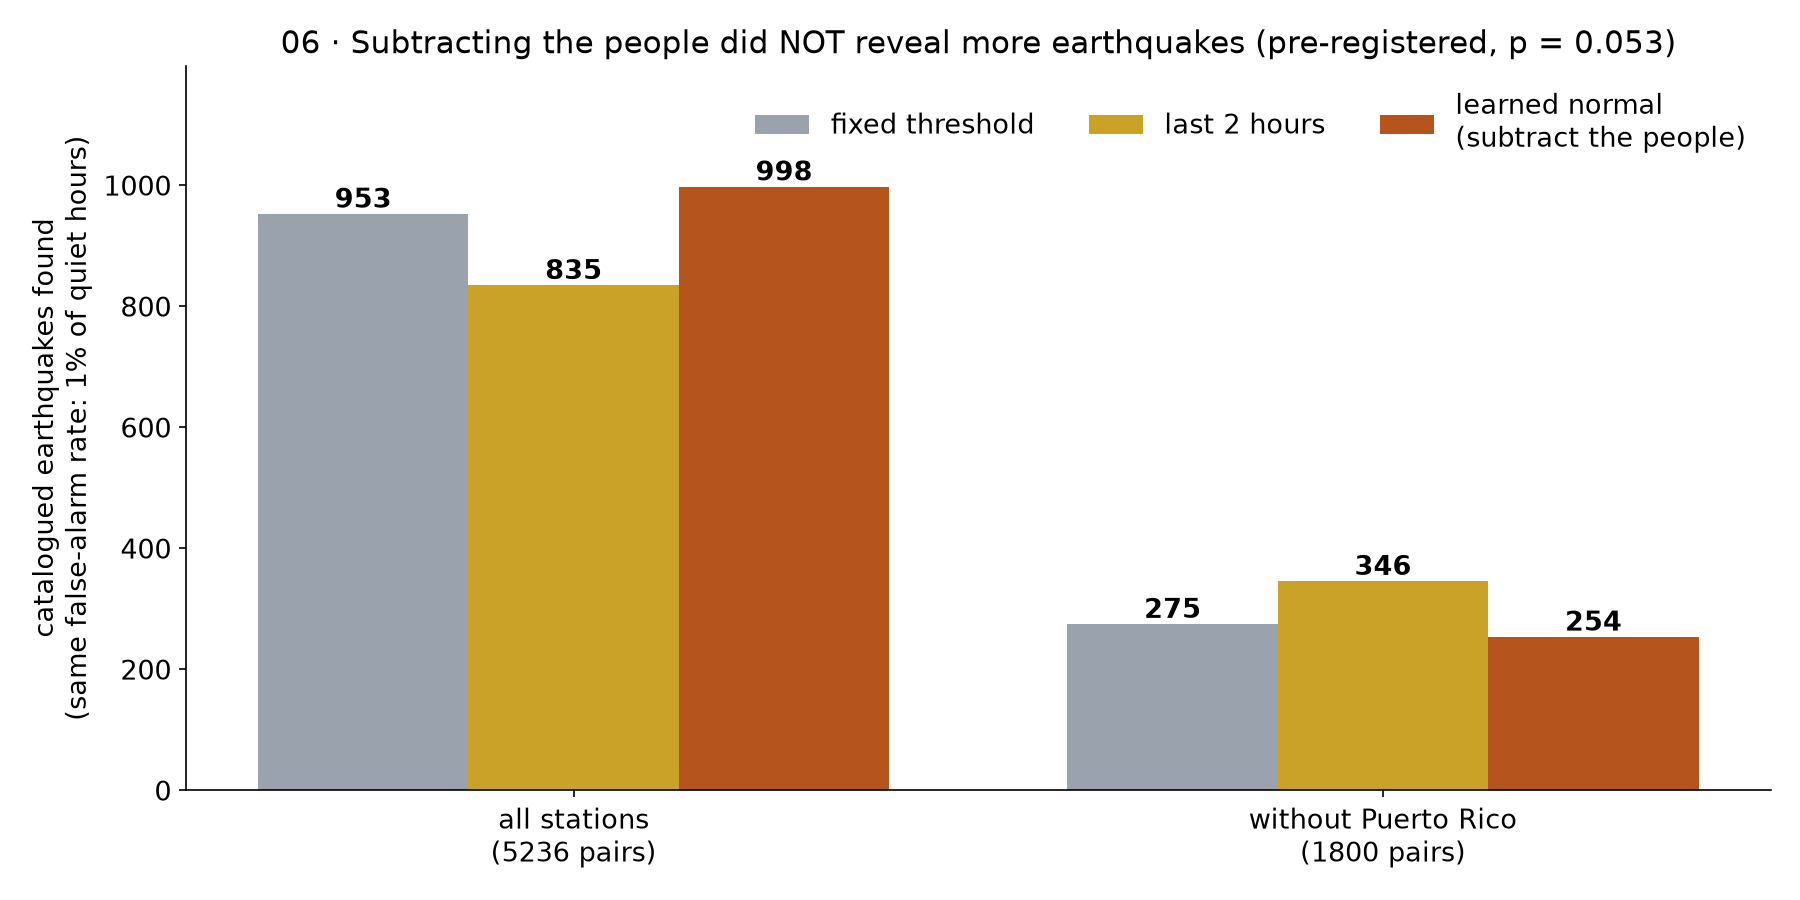 06 · Subtracting the people did NOT reveal more earthquakes (pre-registered, p = 0.053)
fixed threshold
last 2 hours
learned normal
(subtract the people)
catalogued earthquakes found
(same false-alarm rate: 1% of quiet hours)
1000
800
600
400
200
0
953
835
998
275
346
254
all stations
(5236 pairs)
without Puerto Rico
(1800 pairs)